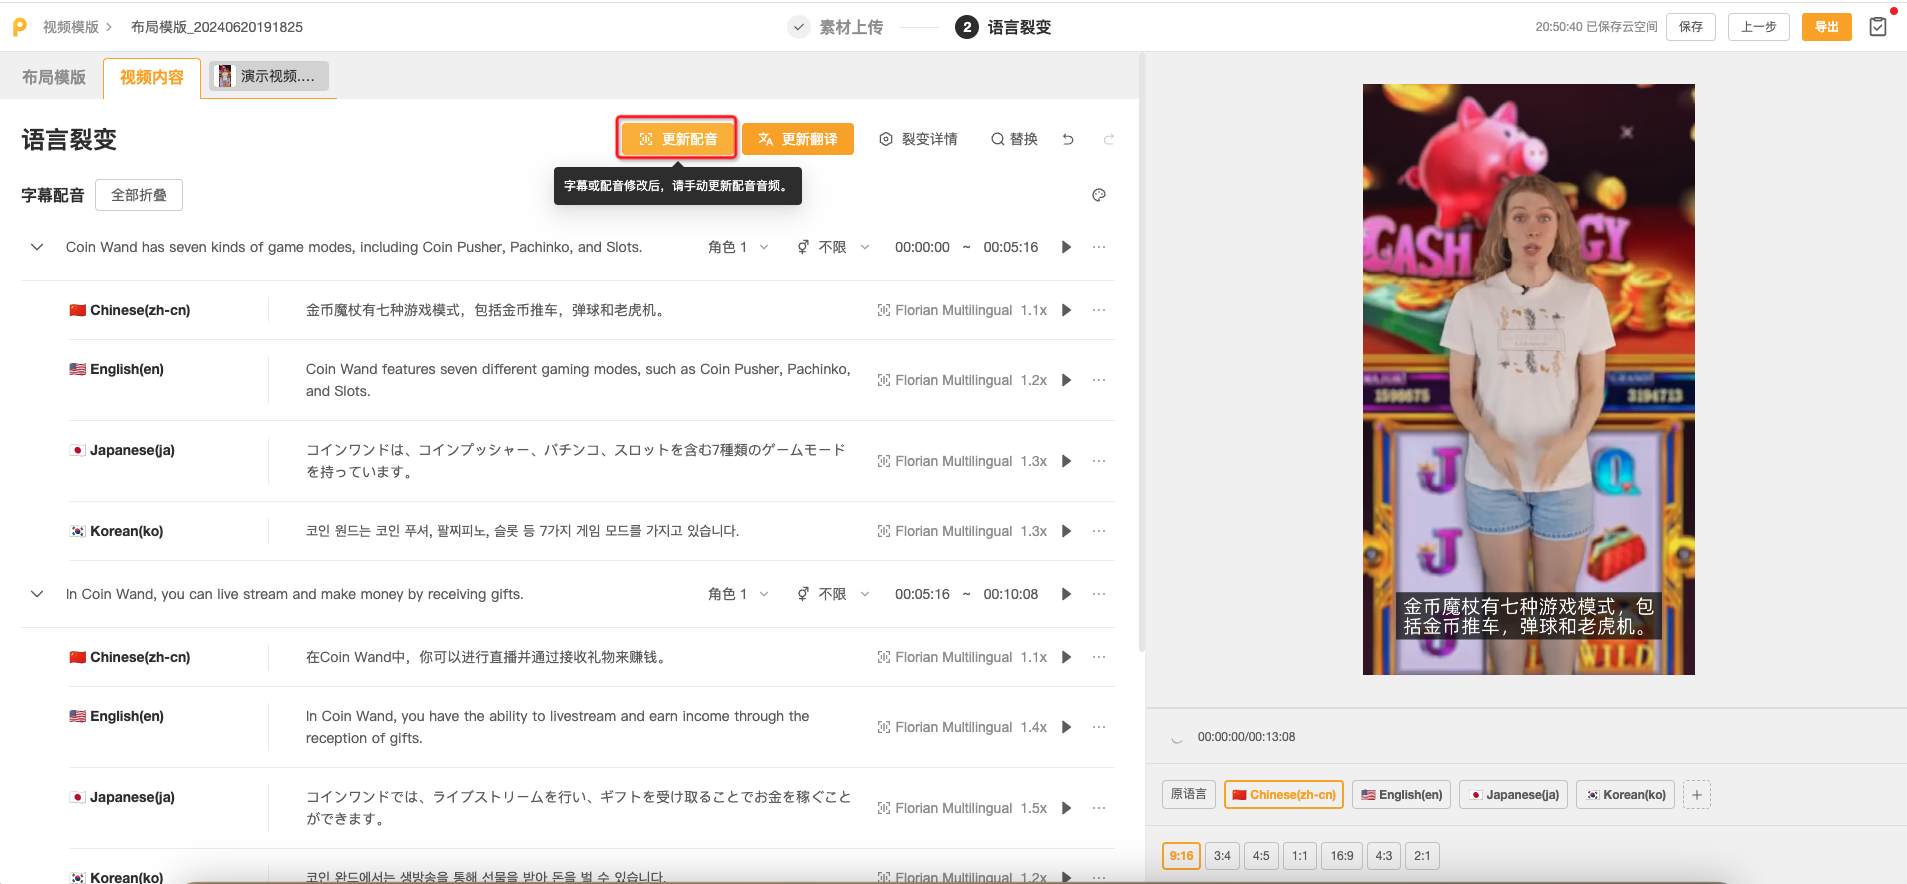 视频模版
布局模版_20240620191825
素材上传
2 语言裂变
20:50:40 已保存云空间
保存
上一步
导出
布局模版
视频内容
演示视频....
语言裂变
更新配音
更新翻译
裂变详情
替换
字幕或配音修改后，请手动更新配音音频。
字幕配音
全部折叠
Coin Wand has seven kinds of game modes, including Coin Pusher, Pachinko, and Slots. 角色 1 不限 00:00:00 ~ 00:05:16
Chinese(zh-cn) 金币魔杖有七种游戏模式，包括金币推车，弹球和老虎机。 Florian Multilingual 1.1x
English(en) Coin Wand features seven different gaming modes, such as Coin Pusher, Pachinko,
and Slots. Florian Multilingual 1.2x
Japanese(ja) コインワンドは、コインプッシャー、パチンコ、スロットを含む7種類のゲームモード
を持っています。 Florian Multilingual 1.3x
Korean(ko) 코인 원드는 코인 푸셔, 팔찌피노, 슬롯 등 7가지 게임 모드를 가지고 있습니다. Florian Multilingual 1.3x
In Coin Wand, you can live stream and make money by receiving gifts. 角色 1 不限 00:05:16 ~ 00:10:08
Chinese(zh-cn) 在Coin Wand中，你可以进行直播并通过接收礼物来赚钱。 Florian Multilingual 1.1x
English(en) In Coin Wand, you have the ability to livestream and earn income through the
reception of gifts. Florian Multilingual 1.4x
Japanese(ja) コインワンドでは、ライブストリームを行い、ギフトを受け取ることでお金を稼ぐこと
ができます。 Florian Multilingual 1.5x
Korean(ko) 코인 완드에서는 생방송을 통해 선물을 받아 돈을 벌 수 있습니다. Florian Multilingual 1.2x
CASH GY
1599675
3194713
J
Q
J
金币魔杖有七种游戏模式，包
括金币推车，弹球和老虎机。
WILD
00:00:00/00:13:08
原语言
Chinese(zh-cn)
English(en)
Japanese(ja)
Korean(ko)
9:16
3:4
4:5
1:1
16:9
4:3
2:1